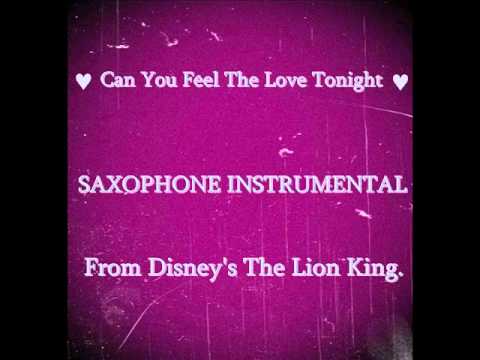 ♥ Can You Feel The Love Tonight ♥
SAXOPHONE INSTRUMENTAL
From Disney's The Lion King.